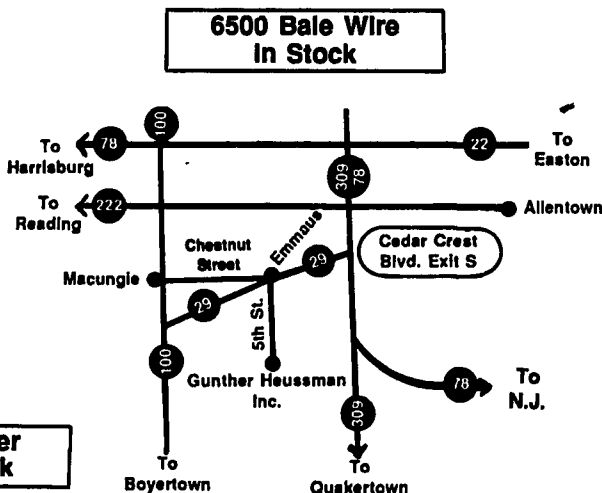 6500 Bale Wire
In Stock
100
To
Harrisburg
78
22
To
Easton
309
78
To
Reading
222
Allentown
Chestnut
Street
Emmaus
29
Cedar Crest
Blvd. Exit S
Macungie
29
5th St.
100
Gunther Heussman
Inc.
78
To
N.J.
309
To
Boyertown
To
Quakertown